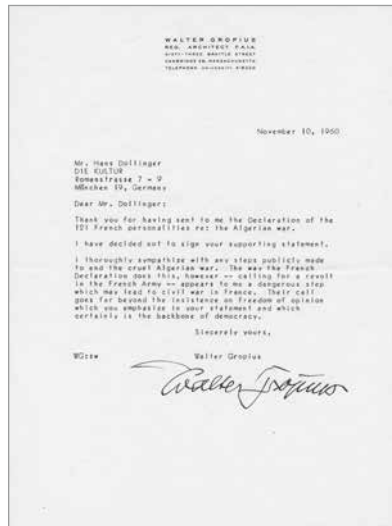 WALTER GROPIUS
REG. ARCHITECT F.A.I.A.
SIXTY-THREE BRATTLE STREET
CAMBRIDGE 38, MASSACHUSETTS
TELEPHONE UNIVERSITY
November 10, 1960
Mr. Hans Dollinger
DIE KULTUR
Romanstrasse 7 - 9
München 19, Germany
Dear Mr. Dollinger:
Thank you for having sent to me the Declaration of the
121 French personalities re: the Algerian war.
I have decided not to sign your supporting statement.
I thoroughly sympathize with any steps publicly made
to end the cruel Algerian war. The way the French
Declaration does this, however -- calling for a revolt
in the French Army -- appears to me a dangerous step
which may lead to civil war in France. Their call
goes far beyond the insistence on freedom of opinion
which you emphasize in your statement and which
certainly is the backbone of democracy.
Sincerely yours,
WG:sw Walter Gropius
Walter Gropius